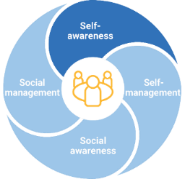 Self-
awareness
Social
management
Self-
management
Social
awareness